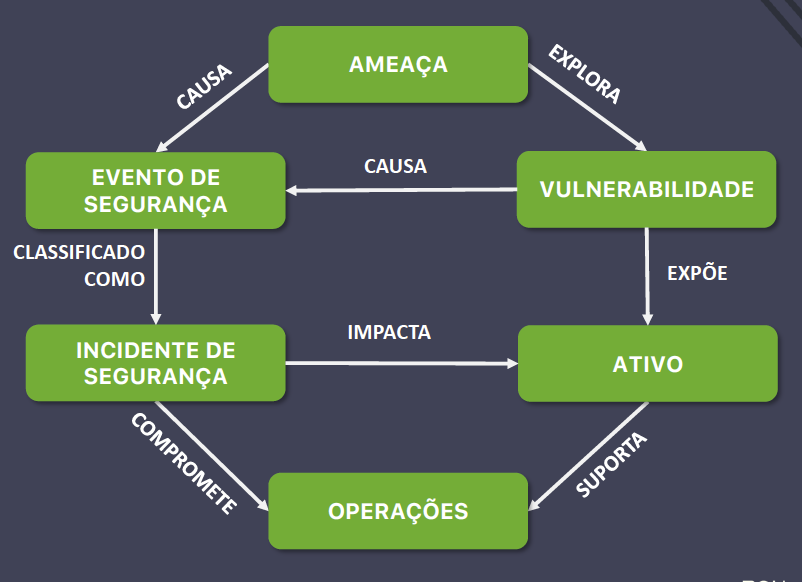 AMEAÇA
CAUSA
EXPLORA
EVENTO DE
SEGURANÇA
CAUSA
VULNERABILIDADE
CLASSIFICADO
COMO
EXPÕE
INCIDENTE DE
SEGURANÇA
IMPACTA
ATIVO
COMPROMETE
SUPORTA
OPERAÇÕES